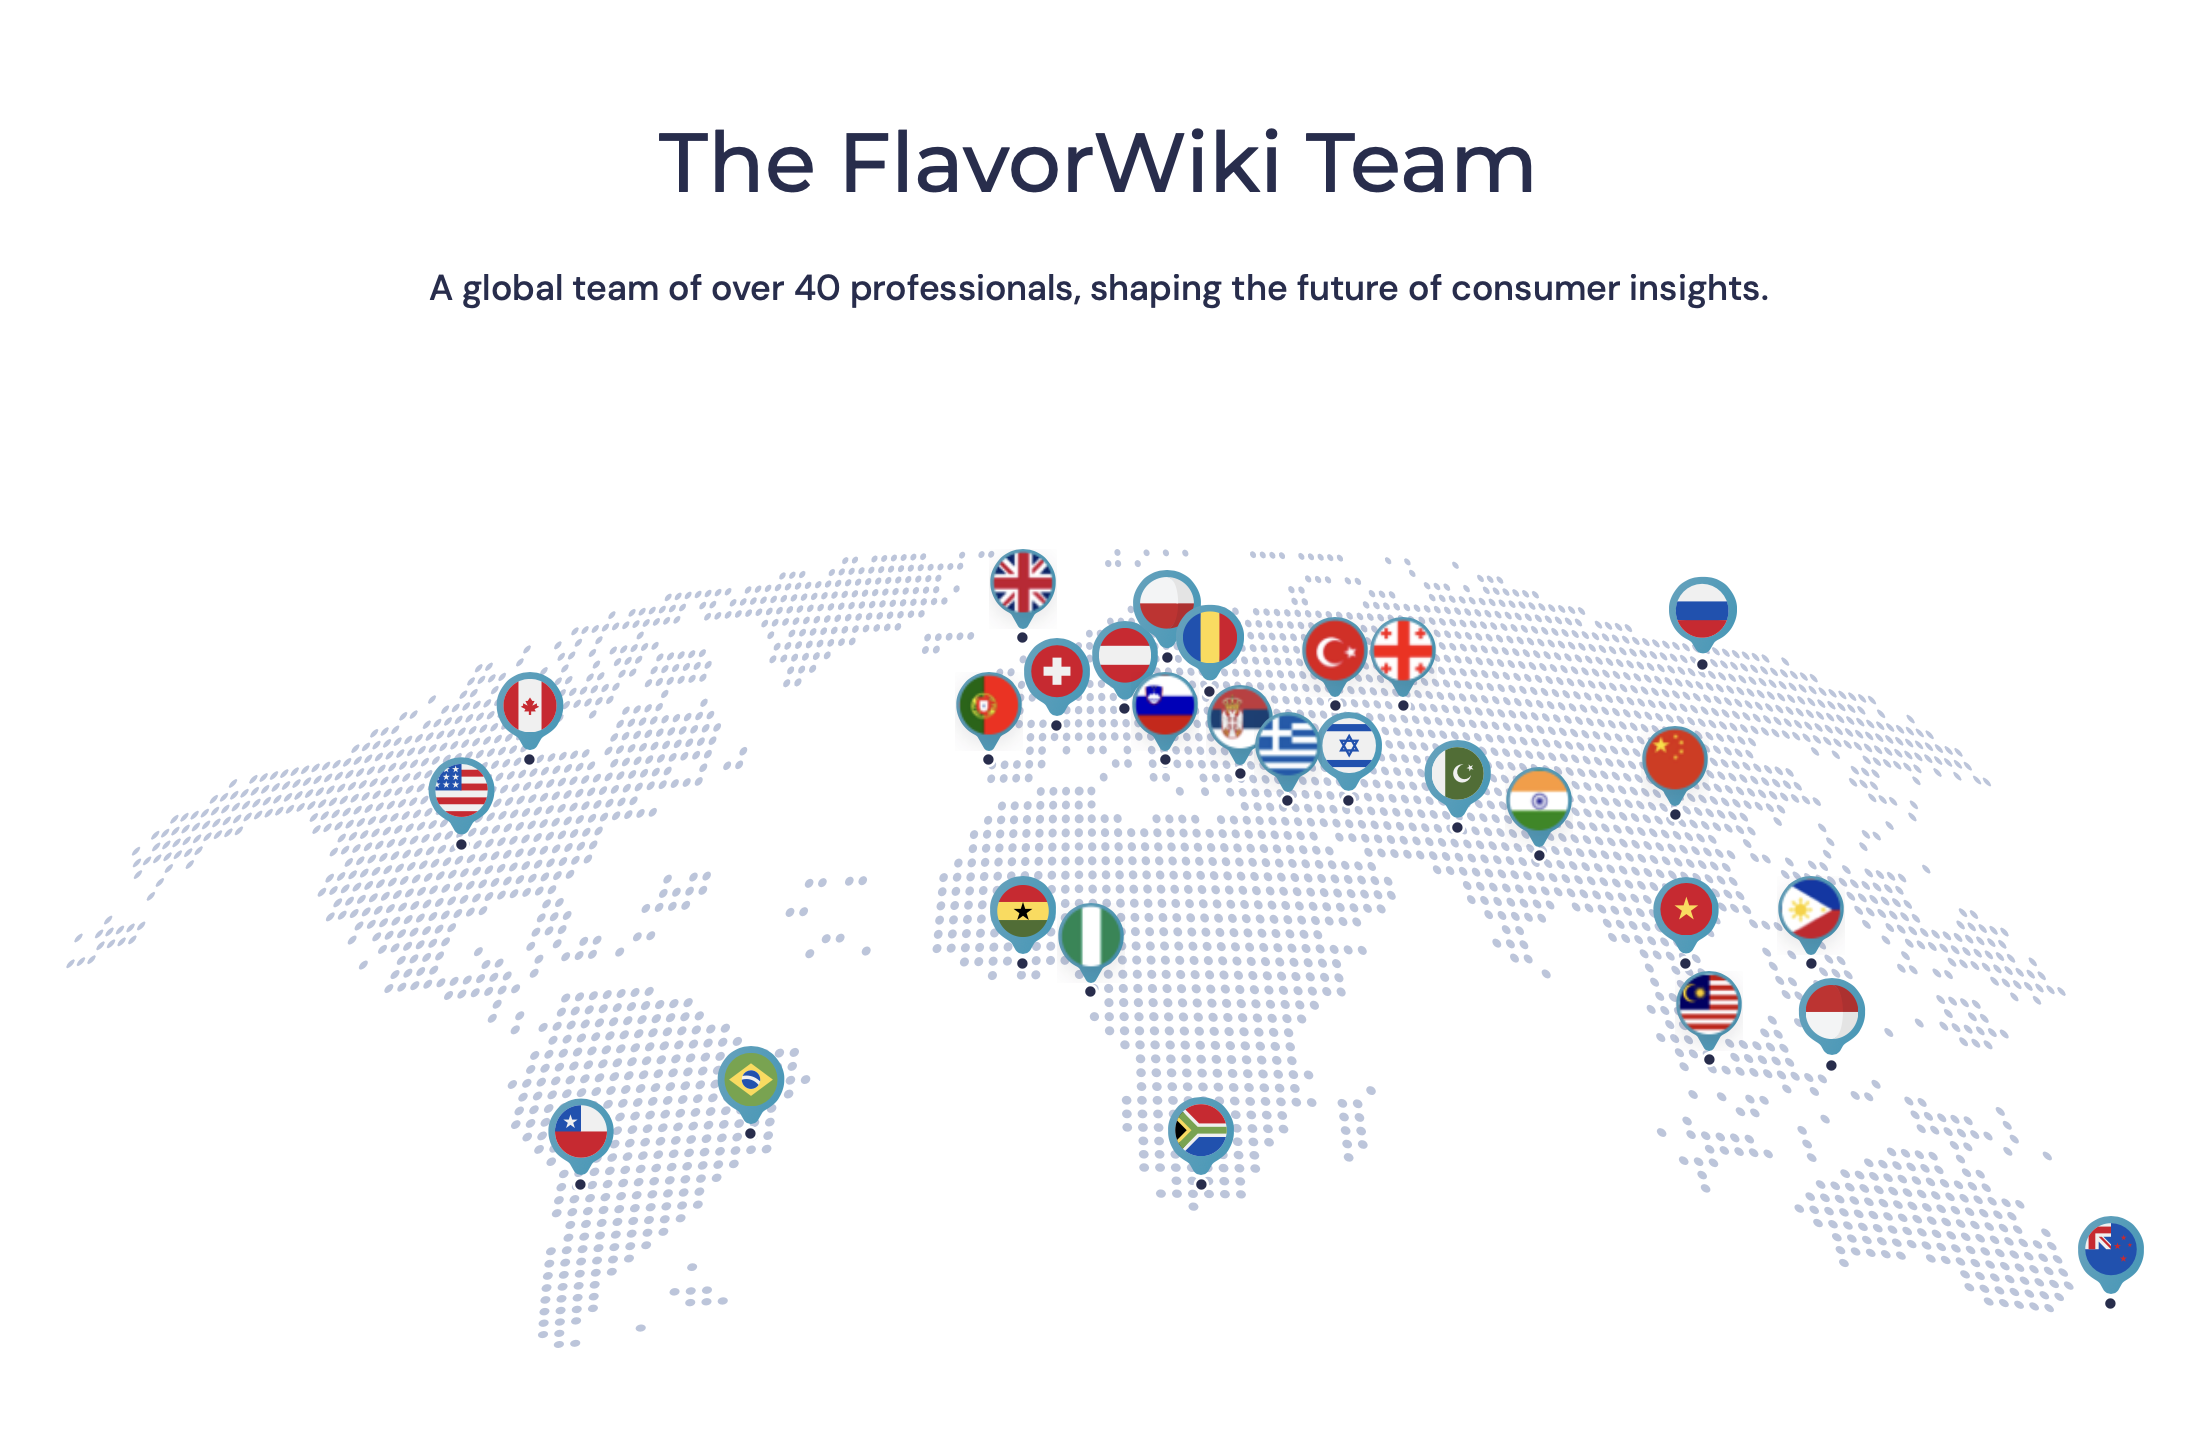 The FlavorWiki Team
A global team of over 40 professionals, shaping the future of consumer insights.